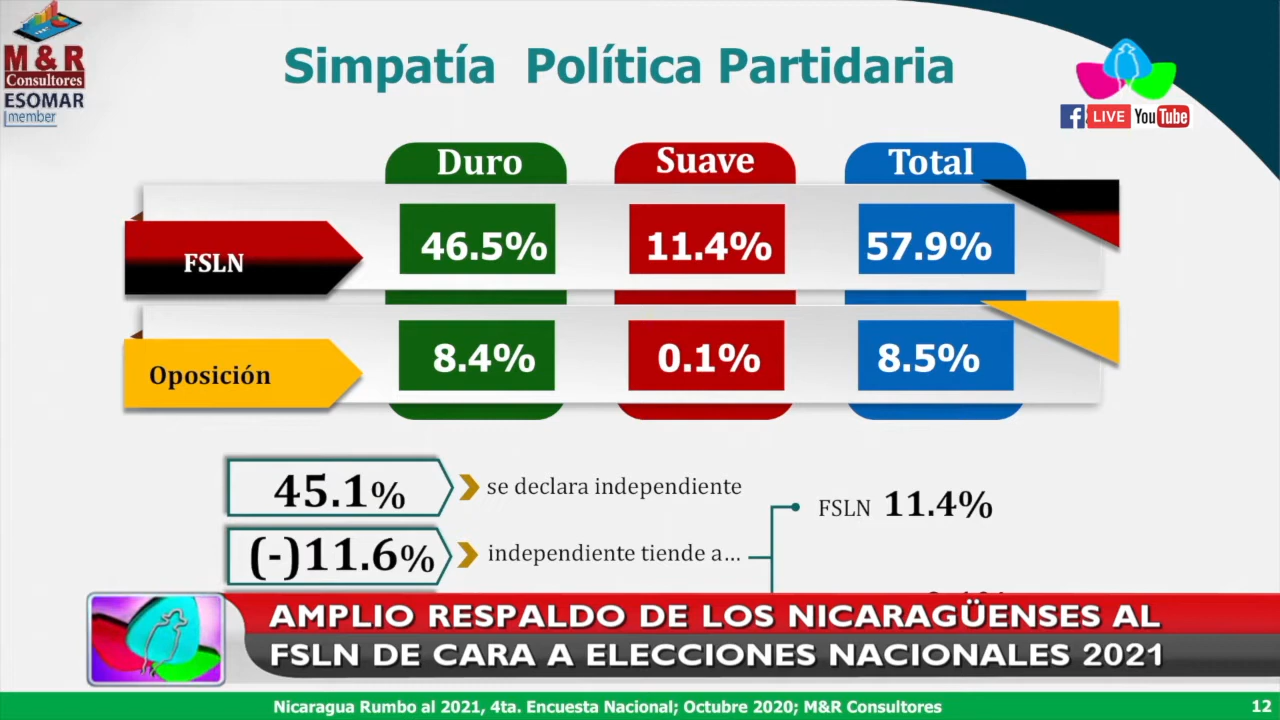 M & R
Consultores
ESOMAR
member
Simpatía Política Partidaria
LIVE YouTube
Duro Suave Total
FSLN 46.5% 11.4% 57.9%
Oposición 8.4% 0.1% 8.5%
45.1% se declara independiente
FSLN 11.4%
(-)11.6% independiente tiende a...
AMPLIO RESPALDO DE LOS NICARAGÜENSES AL
FSLN DE CARA A ELECCIONES NACIONALES 2021
Nicaragua Rumbo al 2021, 4ta. Encuesta Nacional; Octubre 2020; M&R Consultores 12